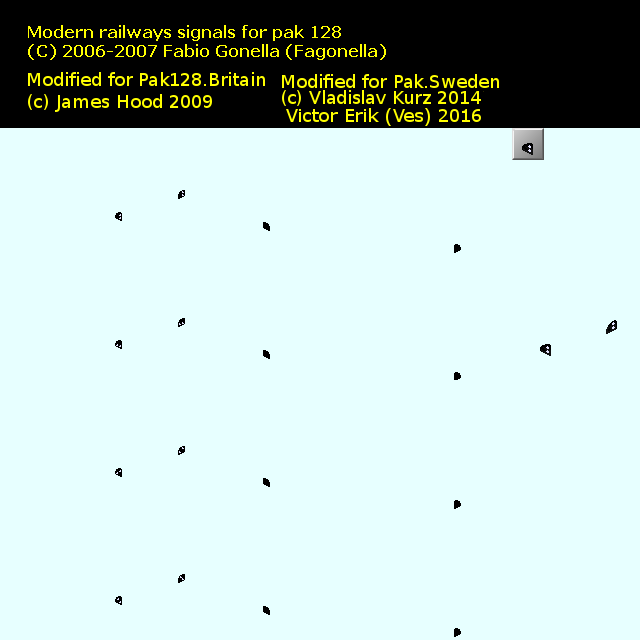 Modern railways signals for pak 128
(C) 2006-2007 Fabio Gonella (Fagonella)
Modified for Pak128.Britain
(c) James Hood 2009
Modified for Pak.Sweden
(c) Vladislav Kurz 2014
Victor Erik (Ves) 2016